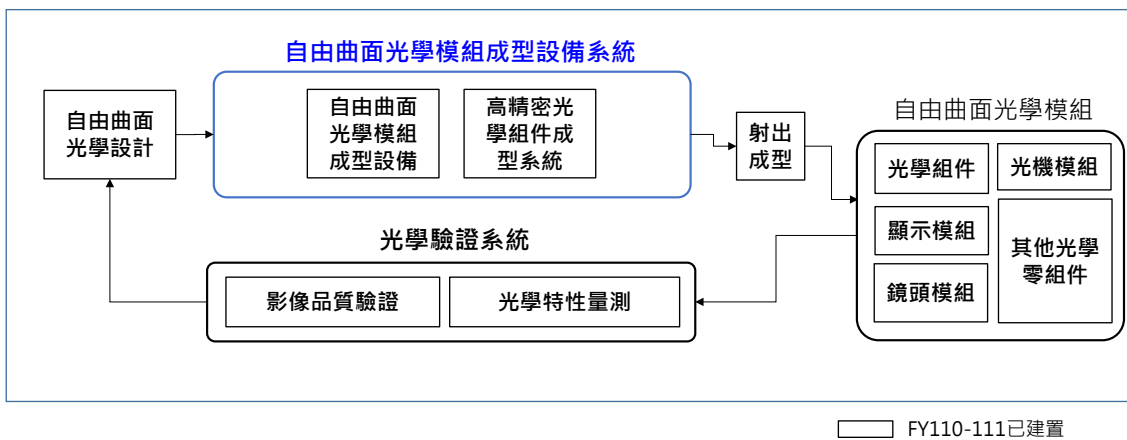 自由曲面光學模組成型設備系統
自由曲面
光學設計
自由曲面
光學模組
成型設備
高精密光
學組件成
型系統
射出
成型
自由曲面光學模組
光學組件
光機模組
顯示模組
其他光學
零組件
鏡頭模組
光學驗證系統
影像品質驗證
光學特性量測
FY110-111已建置